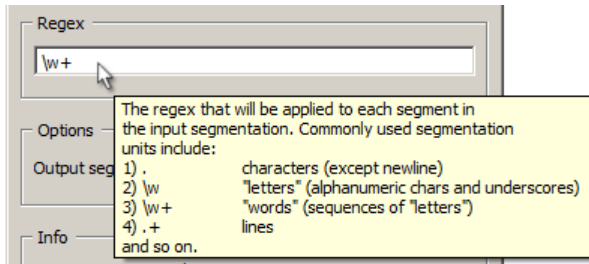 Regex
\w+
The regex that will be applied to each segment in
Options
the input segmentation. Commonly used segmentation
units include:
Output seg
1) . characters (except newline)
2) \w "letters" (alphanumeric chars and underscores)
3) \w+ "words" (sequences of "letters")
4) .+ lines
Info
and so on.